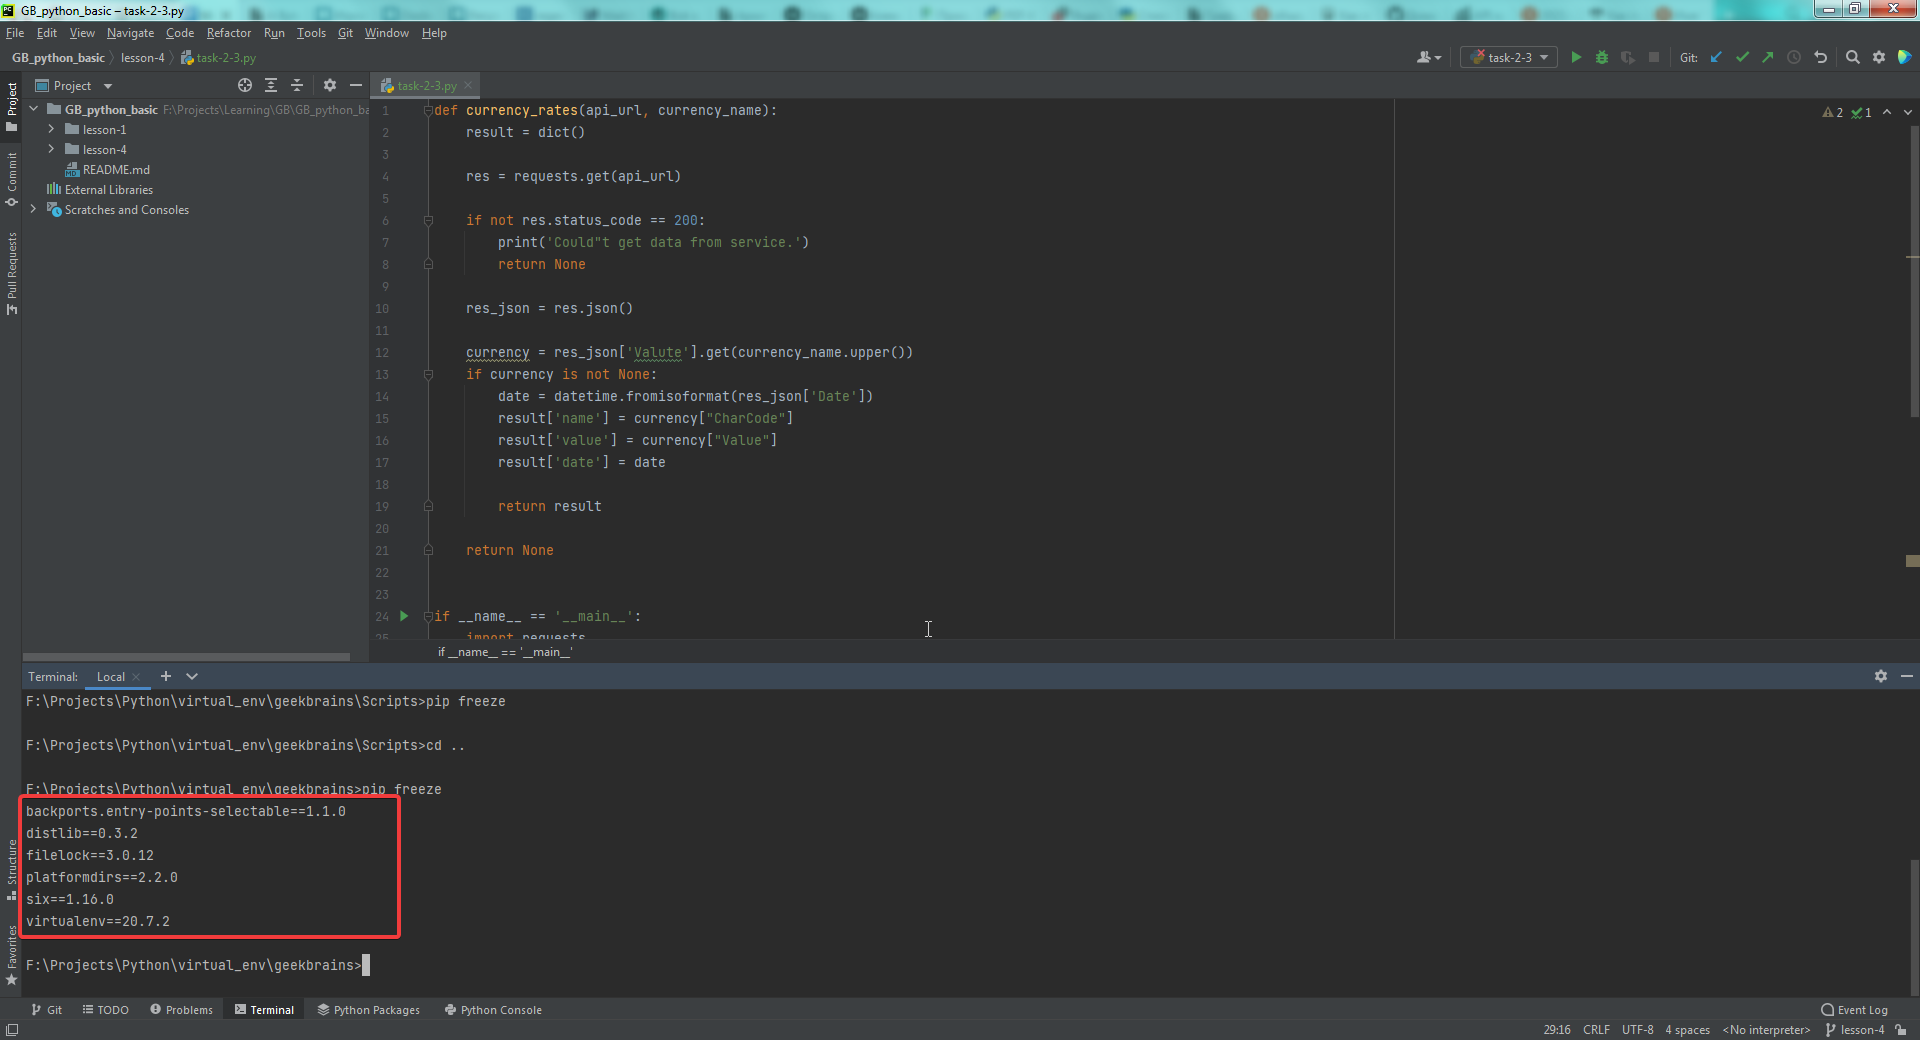 GB_python_basic – task-2-3.py
File Edit View Navigate Code Refactor Run Tools Git Window Help
GB_python_basic lesson-4 task-2-3.py
task-2-3
Git:
Project
task-2-3.py
Project
Commit
Pull Requests
Structure
Favorites
GB_python_basic F:\Projects\Learning\GB\GB_python_ba
lesson-1
lesson-4
README.md
External Libraries
Scratches and Consoles
2 1
1 def currency_rates(api_url, currency_name):
2 result = dict()
3
4 res = requests.get(api_url)
5
6 if not res.status_code == 200:
7 print('Could"t get data from service.')
8 return None
9
10 res_json = res.json()
11
12 currency = res_json['Valute'].get(currency_name.upper())
13 if currency is not None:
14 date = datetime.fromisoformat(res_json['Date'])
15 result['name'] = currency["CharCode"]
16 result['value'] = currency["Value"]
17 result['date'] = date
18
19 return result
20
21 return None
22
23
24 if __name__ == '__main__':
25 import requests
if __name__ == '__main__'
Terminal: Local
F:\Projects\Python\virtual_env\geekbrains\Scripts>pip freeze
F:\Projects\Python\virtual_env\geekbrains\Scripts>cd ..
F:\Projects\Python\virtual_env\geekbrains>pip freeze
backports.entry-points-selectable==1.1.0
distlib==0.3.2
filelock==3.0.12
platformdirs==2.2.0
six==1.16.0
virtualenv==20.7.2
F:\Projects\Python\virtual_env\geekbrains>
Git TODO Problems Terminal Python Packages Python Console Event Log
29:16 CRLF UTF-8 4 spaces <No interpreter> lesson-4